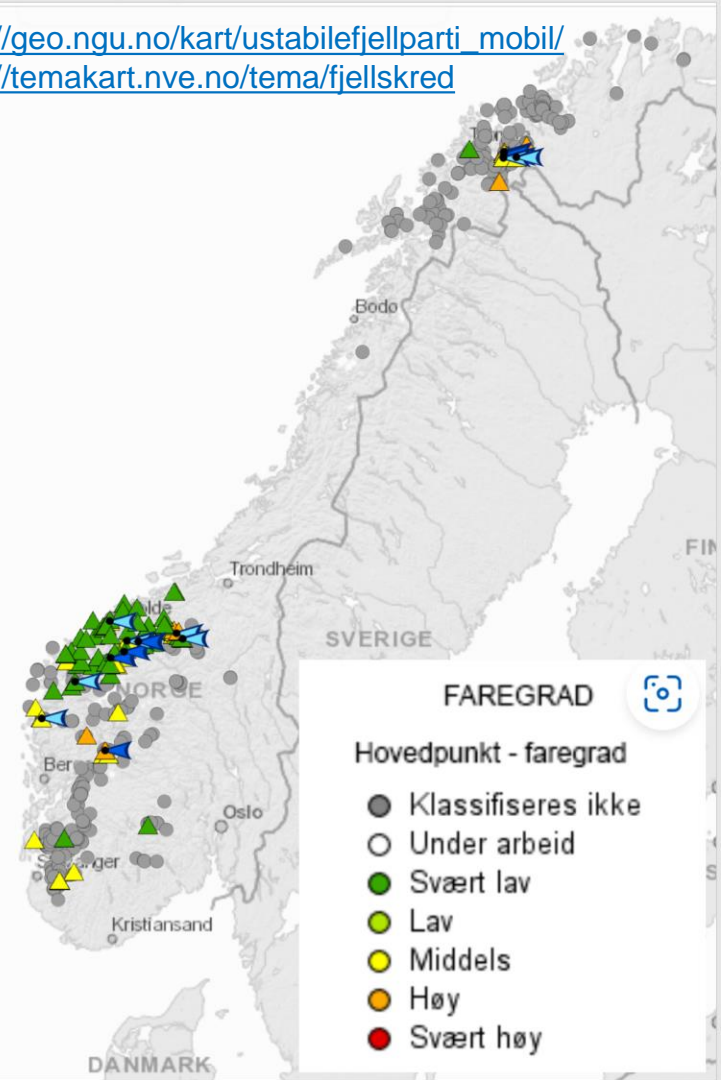 //geo.ngu.no/kart/ustabilefjellparti_mobil/
//temakart.nve.no/tema/fjellskred
Bodø
Trondheim
SVERIGE
NORGE
Oslo
Kristiansand
DANMARK
FAREGRAD
Hovedpunkt - faregrad
Klassifiseres ikke
Under arbeid
Svært lav
Lav
Middels
Høy
Svært høy